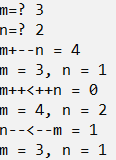 m=? 3
n=? 2
m+--n = 4
m = 3, n = 1
m++<++n = 0
m = 4, n = 2
n--<--m = 1
m = 3, n = 1